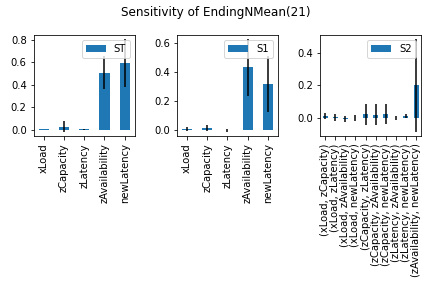 Sensitivity of EndingNMean(21)
ST
0.8
0.6
0.4
0.2
0.0
xLoad
zCapacity
zLatency
zAvailability
newLatency
S1
0.6
0.4
0.2
0.0
xLoad
zCapacity
zLatency
zAvailability
newLatency
S2
0.4
0.2
0.0
(xLoad, zCapacity)
(xLoad, zLatency)
(xLoad, zAvailability)
(xLoad, newLatency)
(zCapacity, zLatency)
(zCapacity, zAvailability)
(zCapacity, newLatency)
(zLatency, zAvailability)
(zLatency, newLatency)
(zAvailability, newLatency)